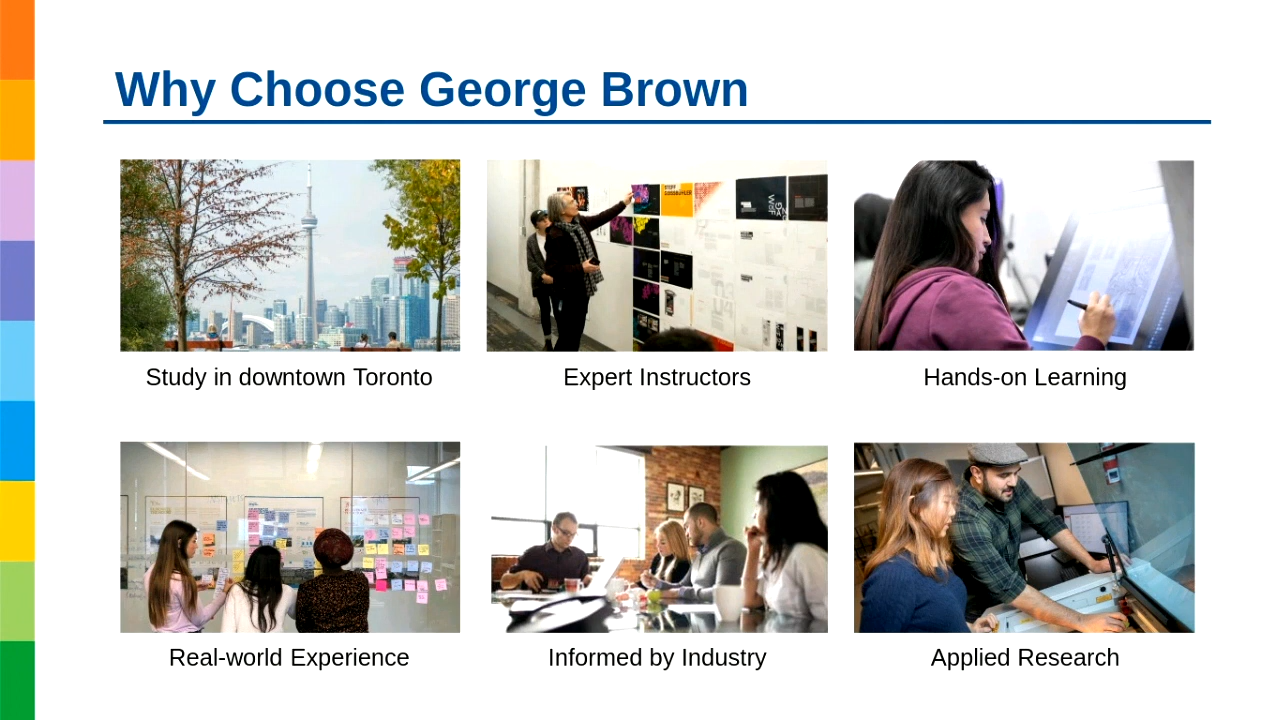 Why Choose George Brown
Study in downtown Toronto
Expert Instructors
Hands-on Learning
Real-world Experience
Informed by Industry
Applied Research